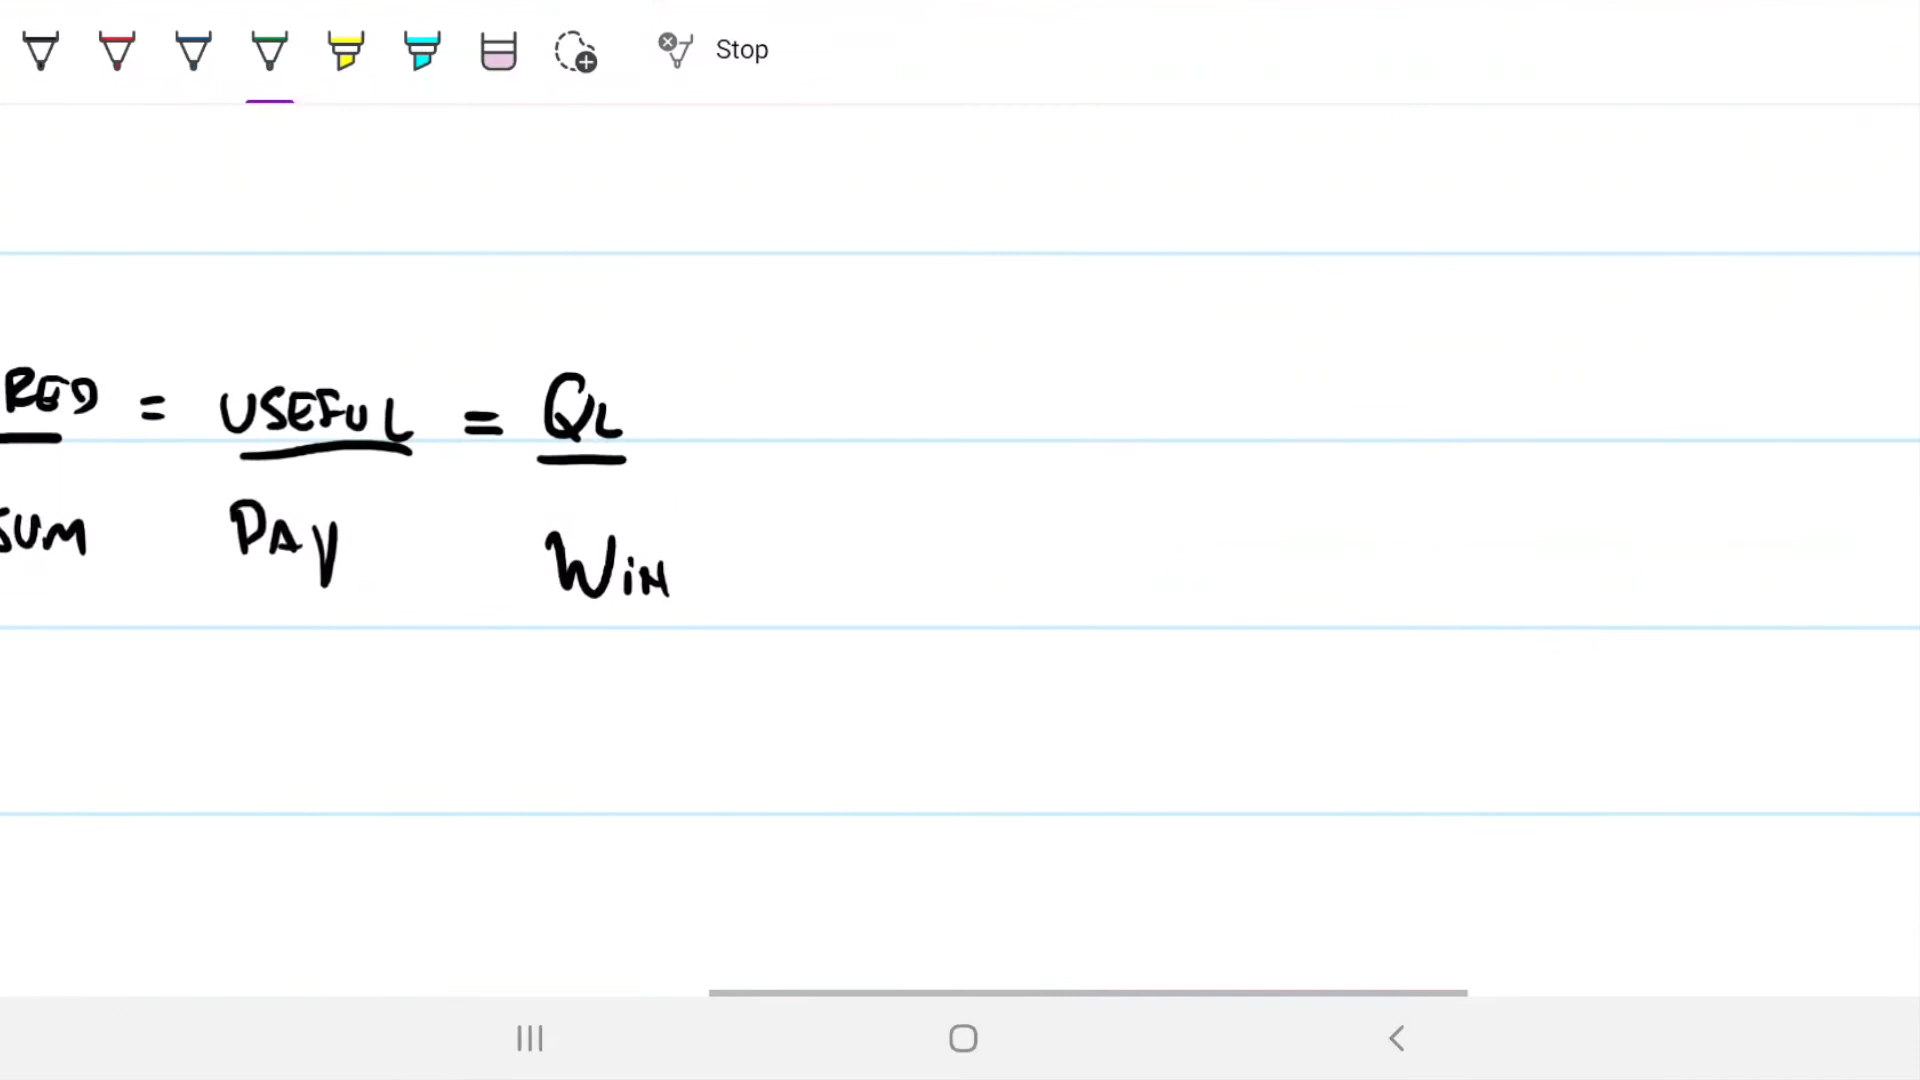 Stop
RED = USEFUL = QL
SUM PAY Win